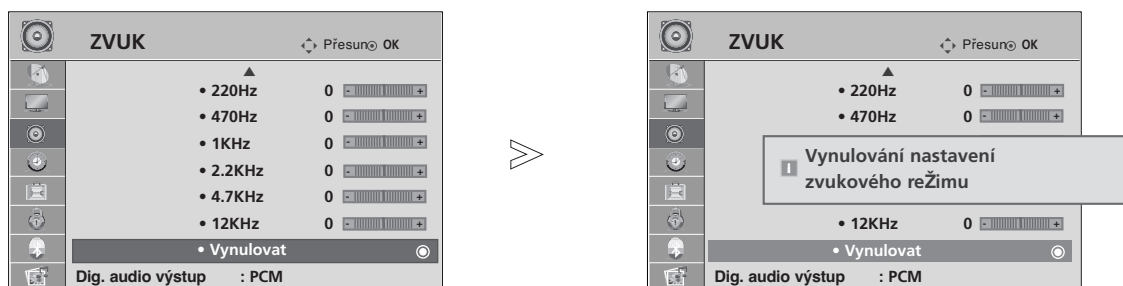 ZVUK
Přesun OK
▲
• 220Hz 0 - +
• 470Hz 0 - +
• 1KHz 0 - +
• 2.2KHz 0 - +
• 4.7KHz 0 - +
• 12KHz 0 - +
• Vynulovat
Dig. audio výstup : PCM
>
ZVUK
Přesun OK
▲
• 220Hz 0 - +
• 470Hz 0 - +
i Vynulování nastavení
zvukového reŽimu
• 12KHz 0 - +
• Vynulovat
Dig. audio výstup : PCM